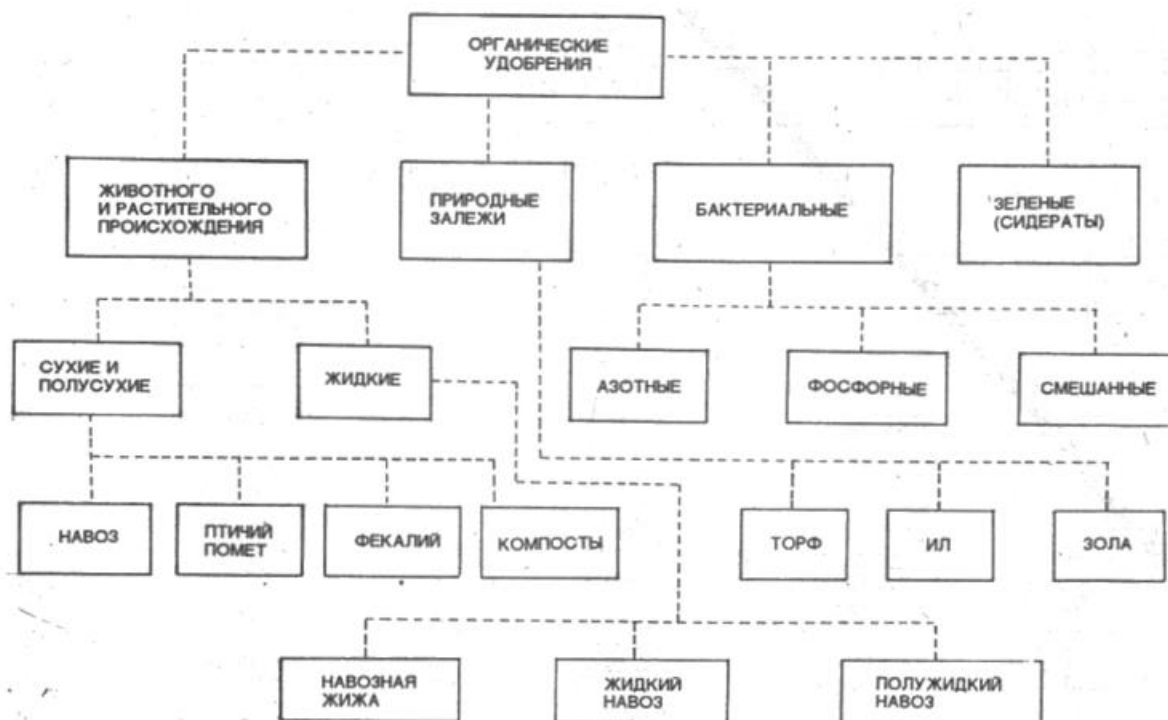 ОРГАНИЧЕСКИЕ
УДОБРЕНИЯ
ЖИВОТНОГО
И РАСТИТЕЛЬНОГО
ПРОИСХОЖДЕНИЯ
ПРИРОДНЫЕ
ЗАЛЕЖИ
БАКТЕРИАЛЬНЫЕ
ЗЕЛЕНЫЕ
(СИДЕРАТЫ)
СУХИЕ И
ПОЛУСУХИЕ
ЖИДКИЕ
АЗОТНЫЕ
ФОСФОРНЫЕ
СМЕШАННЫЕ
НАВОЗ
ПТИЧИЙ
ПОМЕТ
ФЕКАЛИЙ
КОМПОСТЫ
ТОРФ
ИЛ
ЗОЛА
НАВОЗНАЯ
ЖИЖА
ЖИДКИЙ
НАВОЗ
ПОЛУЖИДКИЙ
НАВОЗ